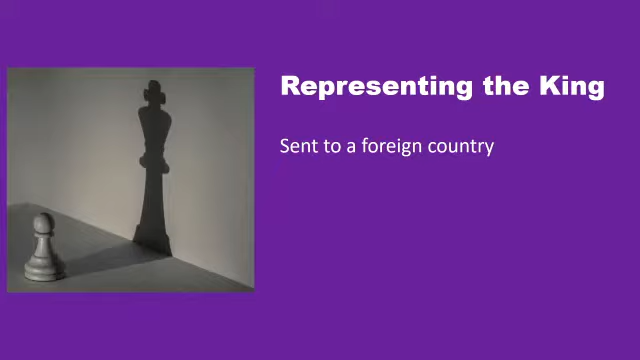 Representing the King
Sent to a foreign country